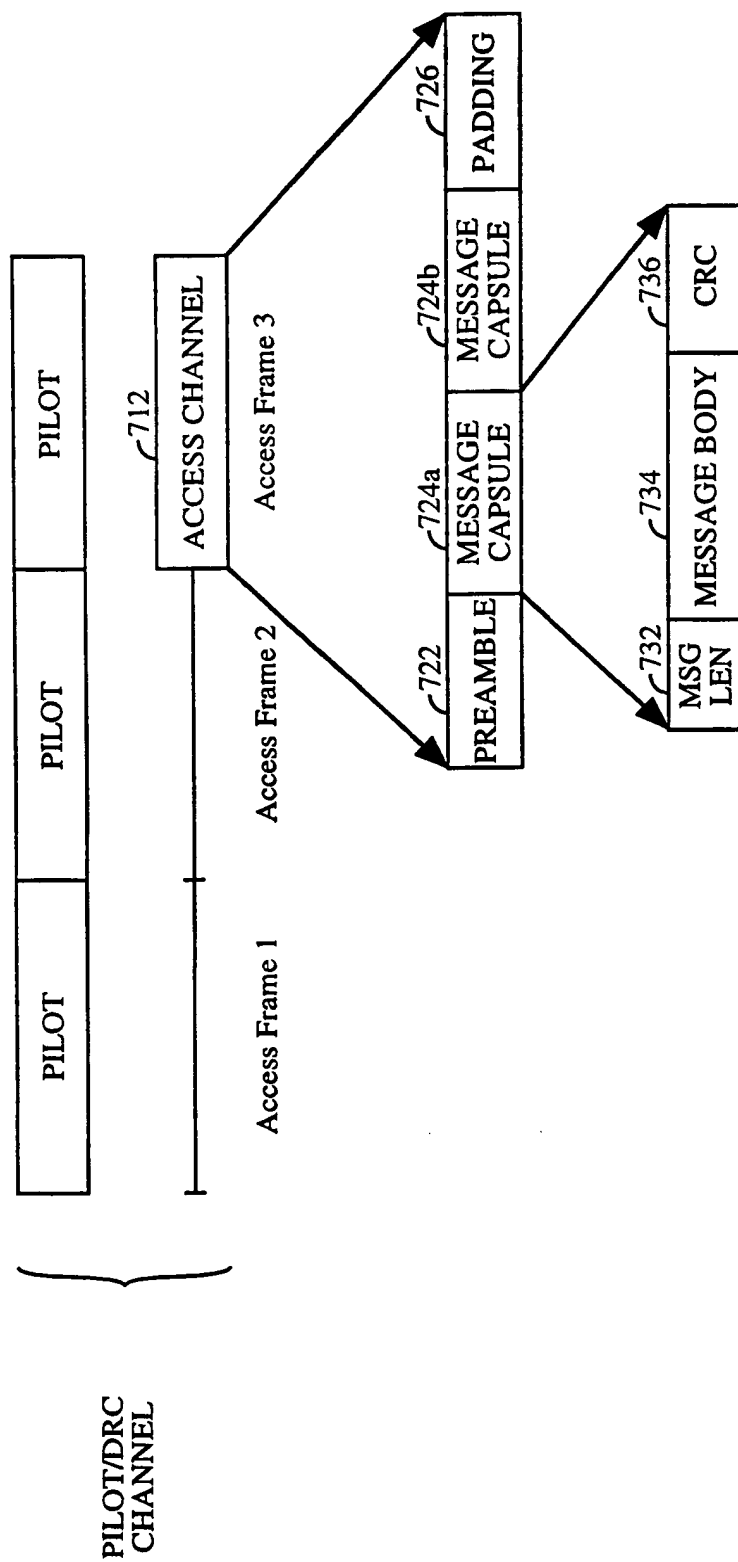 PILOT/DRC
CHANNEL
PILOT
PILOT
PILOT
712
ACCESS CHANNEL
Access Frame 1
Access Frame 2
Access Frame 3
722
724a
724b
726
PREAMBLE
MESSAGE
CAPSULE
MESSAGE
CAPSULE
PADDING
732
734
736
MSG
LEN
MESSAGE BODY
CRC